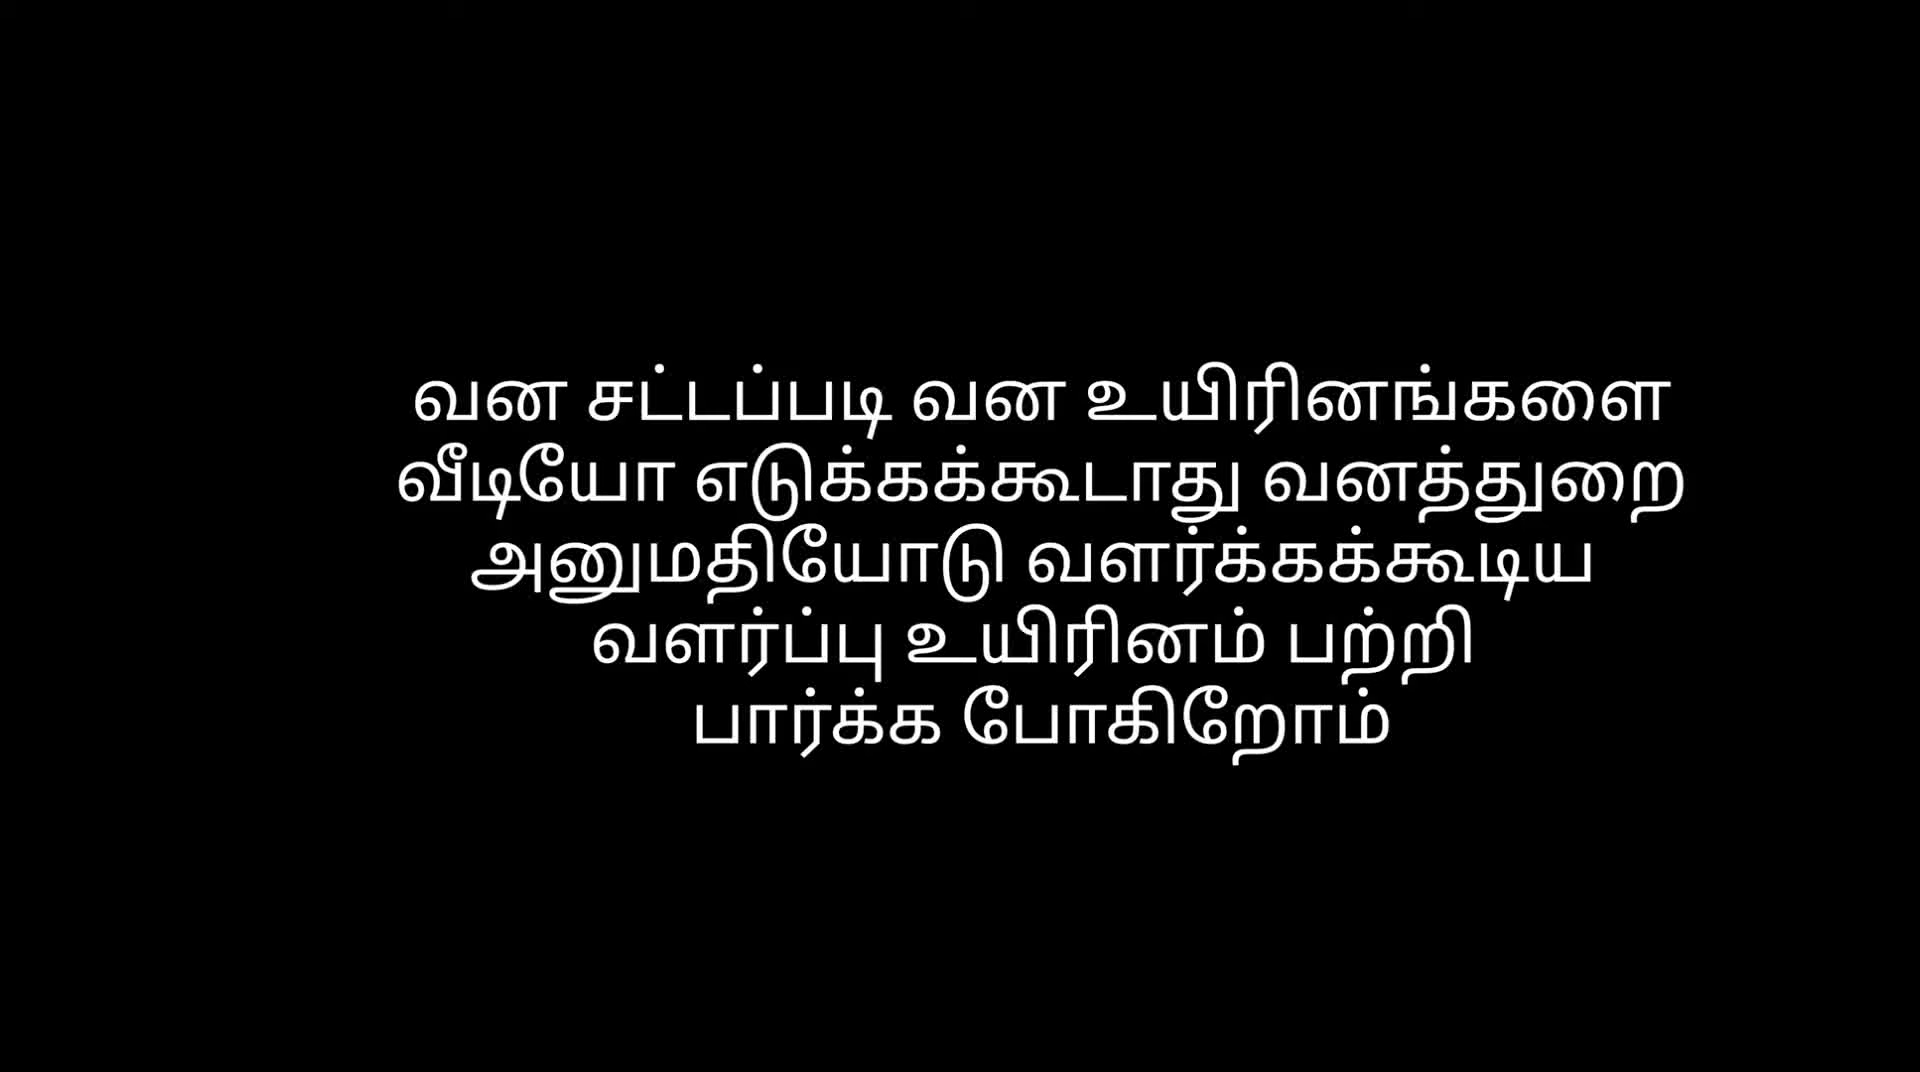 வன சட்டப்படி வன உயிரினங்களை
வீடியோ எடுக்கக்கூடாது வனத்துறை
அனுமதியோடு வளர்க்கக்கூடிய
வளர்ப்பு உயிரினம் பற்றி
பார்க்க போகிறோம்